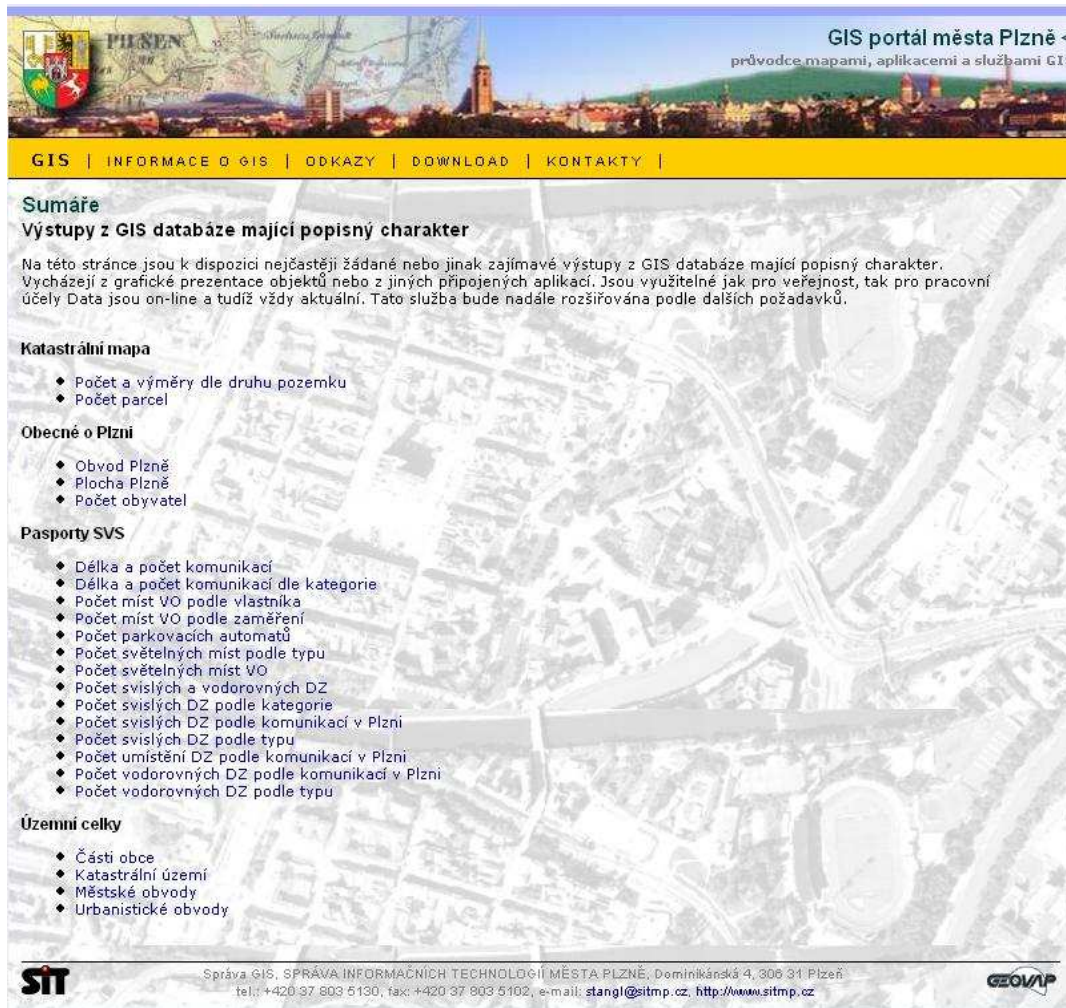 PILSEN
GIS portál města Plzně <
průvodce mapami, aplikacemi a službami GIS
GIS | INFORMACE O GIS | ODKAZY | DOWNLOAD | KONTAKTY |
Sumáře
Výstupy z GIS databáze mající popisný charakter
Na této stránce jsou k dispozici nejčastěji žádané nebo jinak zajímavé výstupy z GIS databáze mající popisný charakter.
Vycházejí z grafické prezentace objektů nebo z jiných připojených aplikací. Jsou využitelné jak pro veřejnost, tak pro pracovní
účely Data jsou on-line a tudíž vždy aktuální. Tato služba bude nadále rozšiřována podle dalších požadavků.
Katastrální mapa
Počet a výměry dle druhu pozemku
Počet parcel
Obecné o Plzni
Obvod Plzně
Plocha Plzně
Počet obyvatel
Pasporty SVS
Délka a počet komunikací
Délka a počet komunikací dle kategorie
Počet míst VO podle vlastníka
Počet míst VO podle zaměření
Počet parkovacích automatů
Počet světelných míst podle typu
Počet světelných míst VO
Počet svislých a vodorovných DZ
Počet svislých DZ podle kategorie
Počet svislých DZ podle komunikací v Plzni
Počet svislých DZ podle typu
Počet umístění DZ podle komunikací v Plzni
Počet vodorovných DZ podle komunikací v Plzni
Počet vodorovných DZ podle typu
Územní celky
Části obce
Katastrální území
Městské obvody
Urbanistické obvody
SIT
Správa GIS, SPRÁVA INFORMAČNÍCH TECHNOLOGIÍ MĚSTA PLZNĚ, Dominikánská 4, 306 31 Plzeň
tel.: +420 37 803 5130, fax: +420 37 803 5102, e-mail: stangl@sitmp.cz, http://www.sitmp.cz
GEOVAP